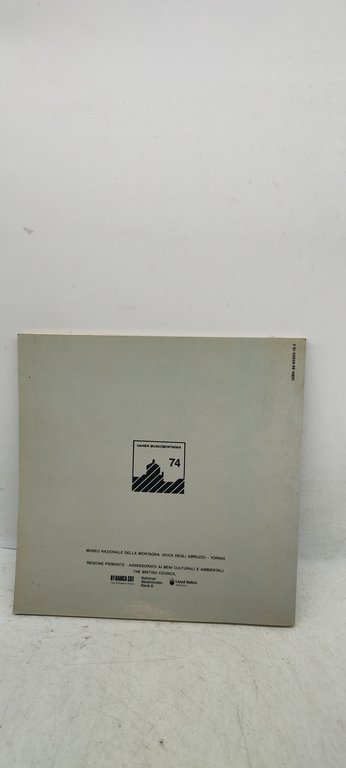 CAHIER MUSEOMONTAGNA
74
MUSEO NAZIONALE DELLA MONTAGNA «DUCA DEGLI ABRUZZI» - TORINO
REGIONE PIEMONTE - ASSESSORATO AI BENI CULTURALI E AMBIENTALI
THE BRITISH COUNCIL
BANCA CRT
National
Westminster
Bank
Lloyd Italico
ISBN